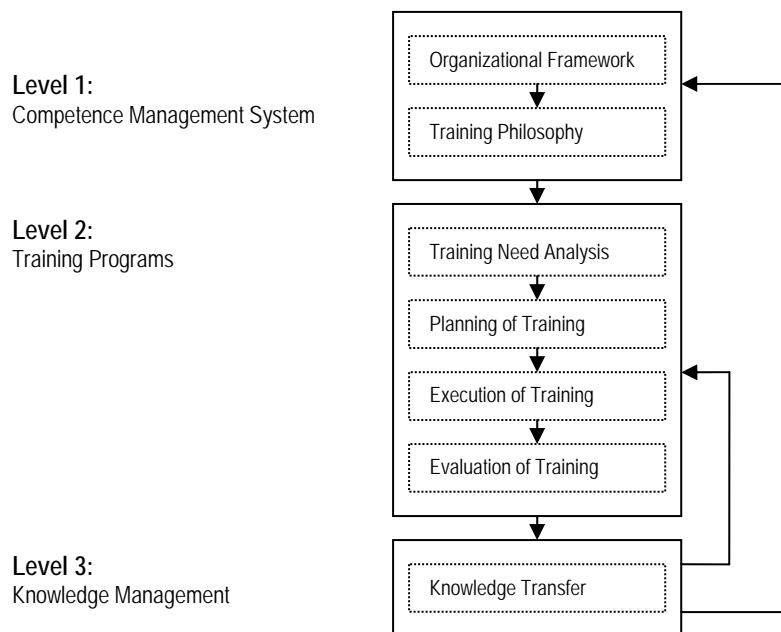 Level 1:
Competence Management System
Organizational Framework
Training Philosophy
Level 2:
Training Programs
Training Need Analysis
Planning of Training
Execution of Training
Evaluation of Training
Level 3:
Knowledge Management
Knowledge Transfer